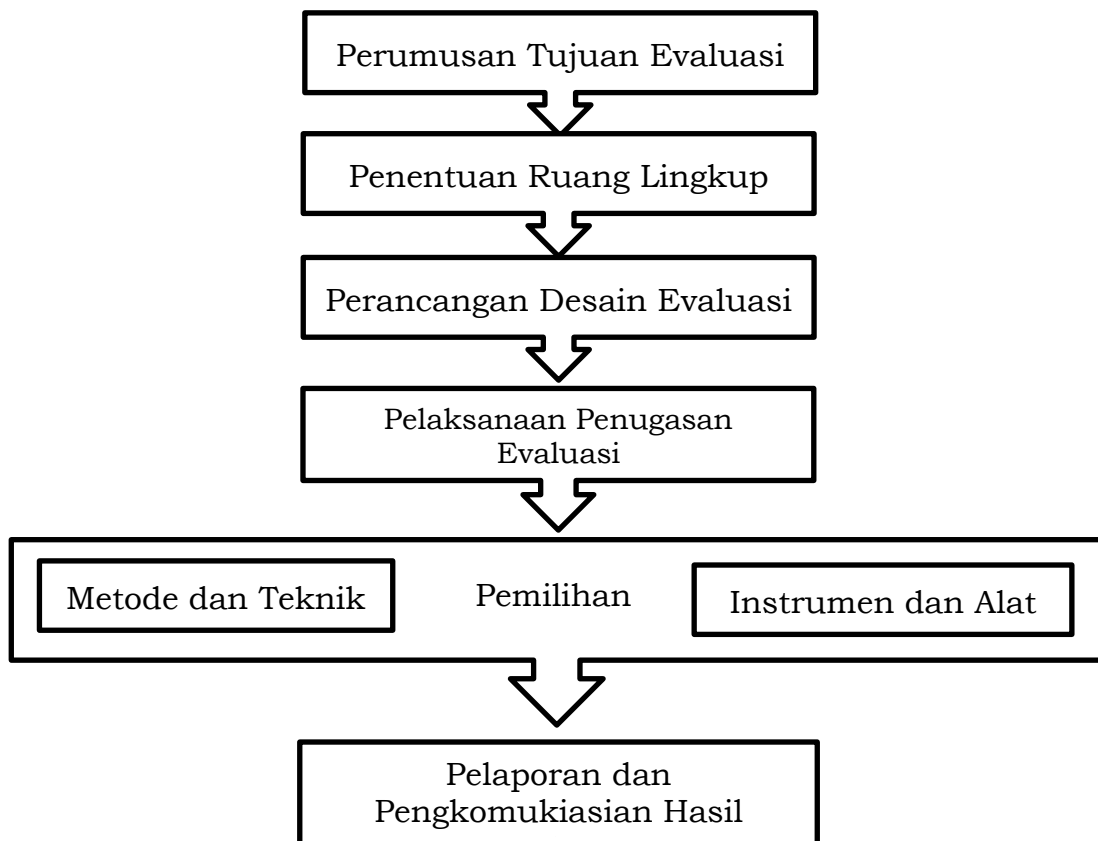 Perumusan Tujuan Evaluasi
Penentuan Ruang Lingkup
Perancangan Desain Evaluasi
Pelaksanaan Penugasan
Evaluasi
Metode dan Teknik
Pemilihan
Instrumen dan Alat
Pelaporan dan
Pengkomukiasian Hasil